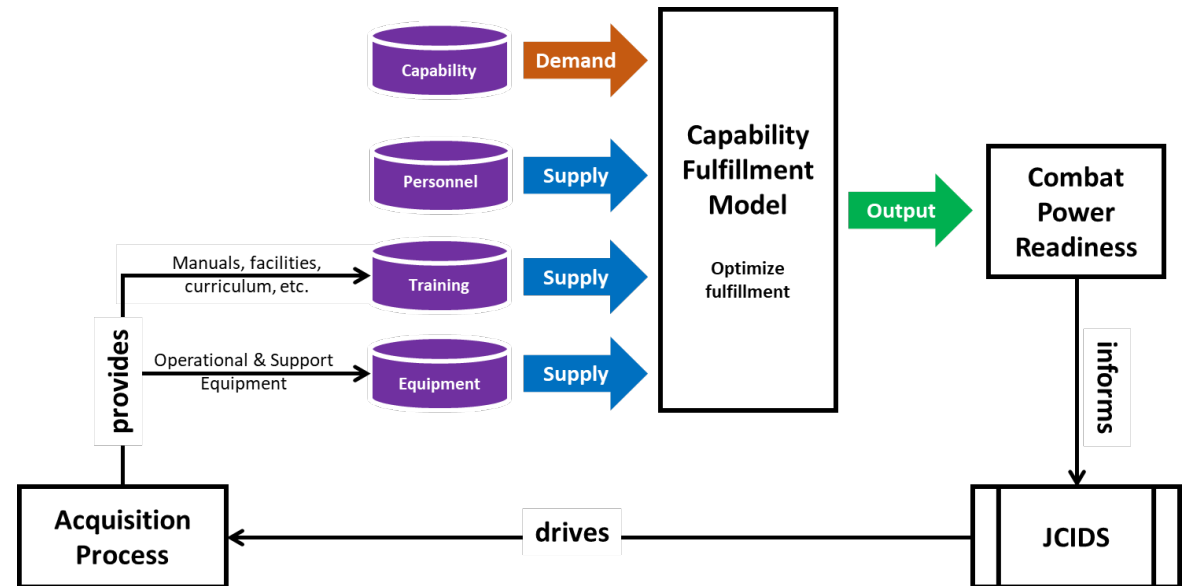 Capability
Demand
Personnel
Supply
Capability
Fulfillment
Model
Optimize
fulfillment
Output
Combat
Power
Readiness
Manuals, facilities,
curriculum, etc.
Training
Supply
provides
Operational & Support
Equipment
Equipment
Supply
informs
Acquisition
Process
drives
JCIDS